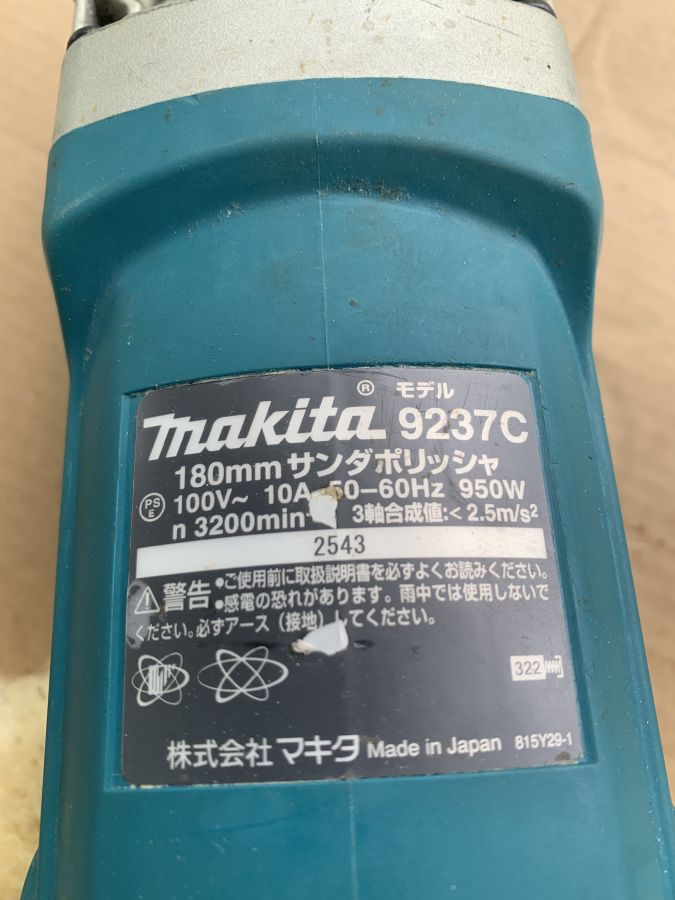 makita® モデル 9237C
180mm サンダポリッシャ
PS E 100V~ 10A 50-60Hz 950W
n 3200min- 3軸合成値:< 2.5m/s²
2543
警告 •ご使用前に取扱説明書を必ずよくお読みください。
•感電の恐れがあります。雨中では使用しないで
ください。必ずアース(接地)してください。
322
株式会社 マキタ Made in Japan 815Y29-1